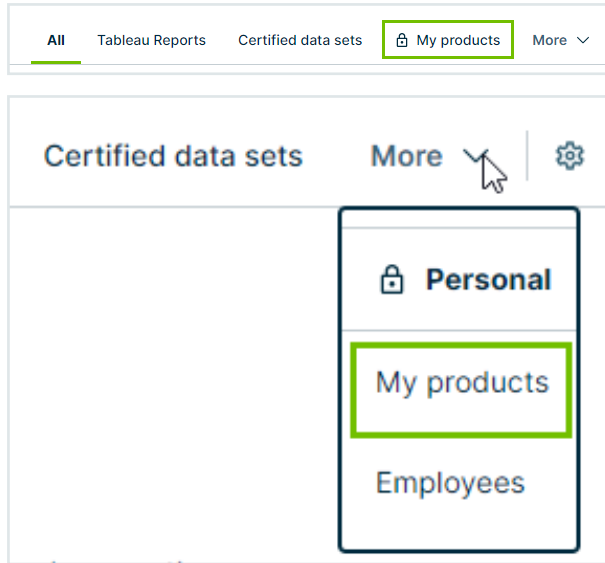 All Tableau Reports Certified data sets My products More
Certified data sets More
Personal
My products
Employees